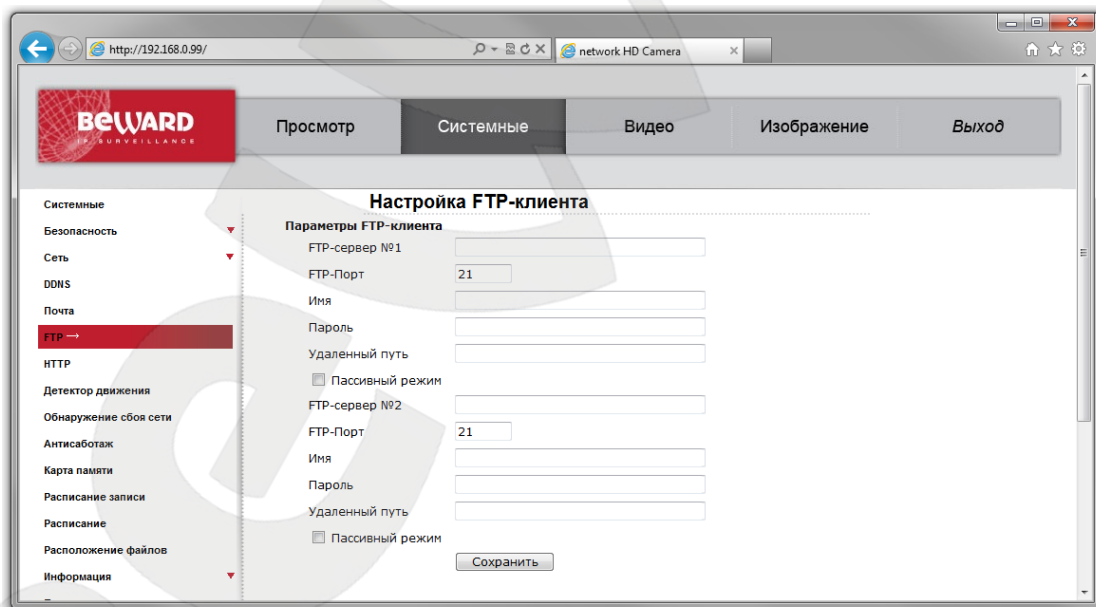 http://192.168.0.99/
network HD Camera
BEWARD
IP SURVEILLANCE
Просмотр
Системные
Видео
Изображение
Выход
Системные
Безопасность
Сеть
DDNS
Почта
FTP →
HTTP
Детектор движения
Обнаружение сбоя сети
Антисаботаж
Карта памяти
Расписание записи
Расписание
Расположение файлов
Информация
Настройка FTP-клиента
Параметры FTP-клиента
FTP-сервер №1
FTP-Порт 21
Имя
Пароль
Удаленный путь
Пассивный режим
FTP-сервер №2
FTP-Порт 21
Имя
Пароль
Удаленный путь
Пассивный режим
Сохранить